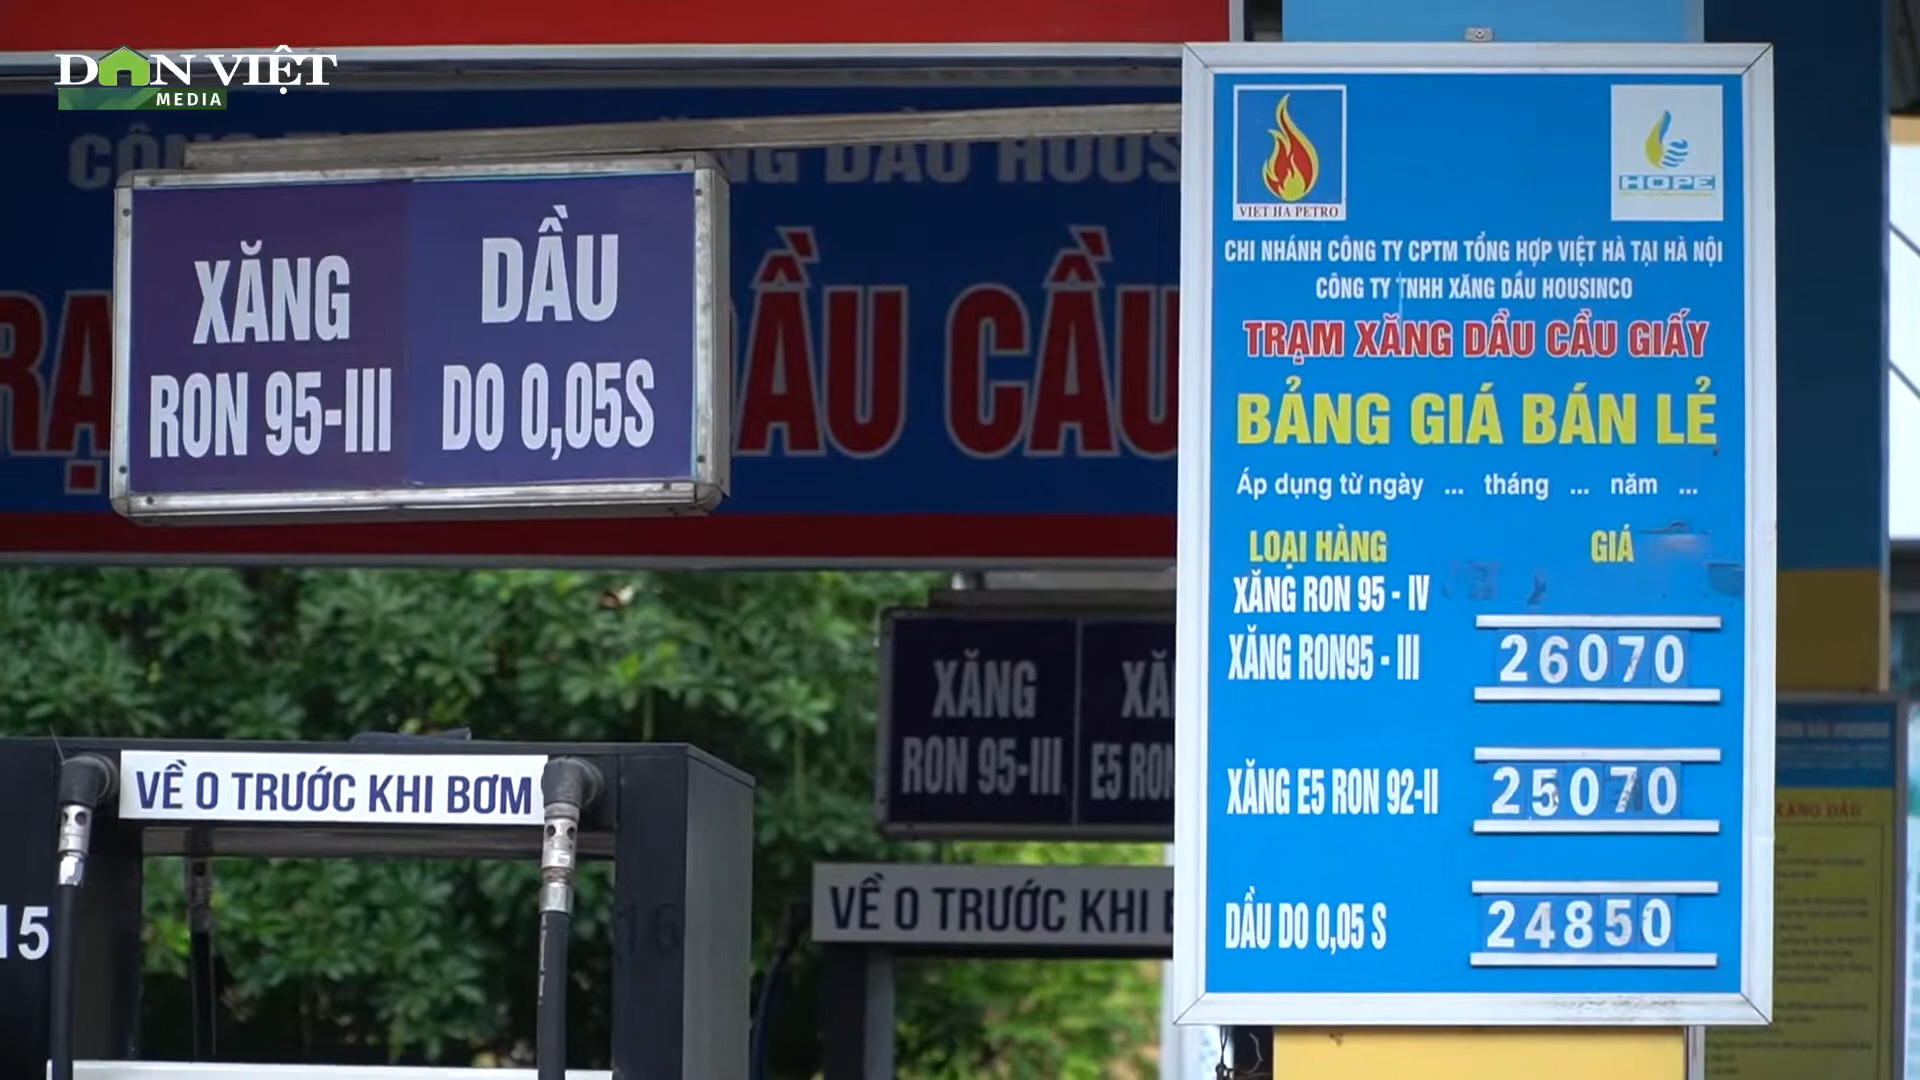 DÂN VIỆT
MEDIA
XĂNG
RON 95-III
DẦU
DO 0,05S
DẦU CẦU
VIET HA PETRO
HOPE
CHI NHÁNH CÔNG TY CPTM TỔNG HỢP VIỆT HÀ TẠI HÀ NỘI
CÔNG TY TNHH XĂNG DẦU HOUSINCO
TRẠM XĂNG DẦU CẦU GIẤY
BẢNG GIÁ BÁN LẺ
Áp dụng từ ngày ... tháng ... năm ...
LOẠI HÀNG GIÁ
XĂNG RON 95 - IV
XĂNG RON95 - III 26070
XĂNG E5 RON 92-II 25070
DẦU DO 0,05 S 24850
XĂNG
RON 95-III
XĂ
E5 RON
VỀ 0 TRƯỚC KHI BƠM
VỀ 0 TRƯỚC KHI
15
16